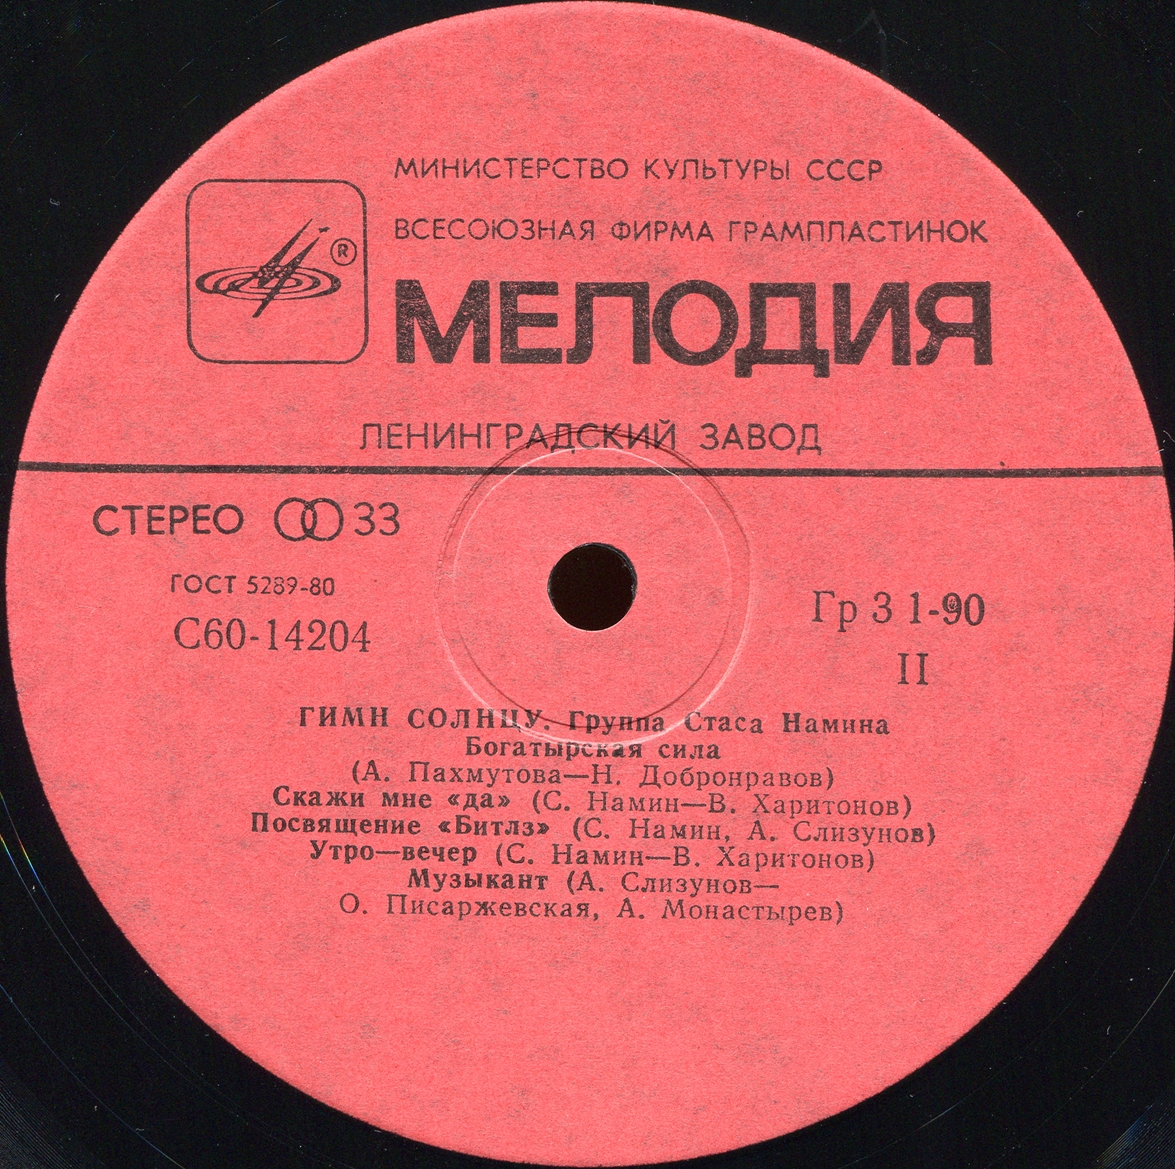 МИНИСТЕРСТВО КУЛЬТУРЫ СССР
ВСЕСОЮЗНАЯ ФИРМА ГРАМПЛАСТИНОК
®
МЕЛОДИЯ
ЛЕНИНГРАДСКИЙ ЗАВОД
СТЕРЕО 33
ГОСТ 5289-80
С60-14204
Гр 3 1-90
II
ГИМН СОЛНЦУ. Группа Стаса Намина
Богатырская сила
(А. Пахмутова—Н. Добронравов)
Скажи мне «да» (С. Намин—В. Харитонов)
Посвящение «Битлз» (С. Намин, А. Слизунов)
Утро—вечер (С. Намин—В. Харитонов)
Музыкант (А. Слизунов—
О. Писаржевская, А. Монастырев)